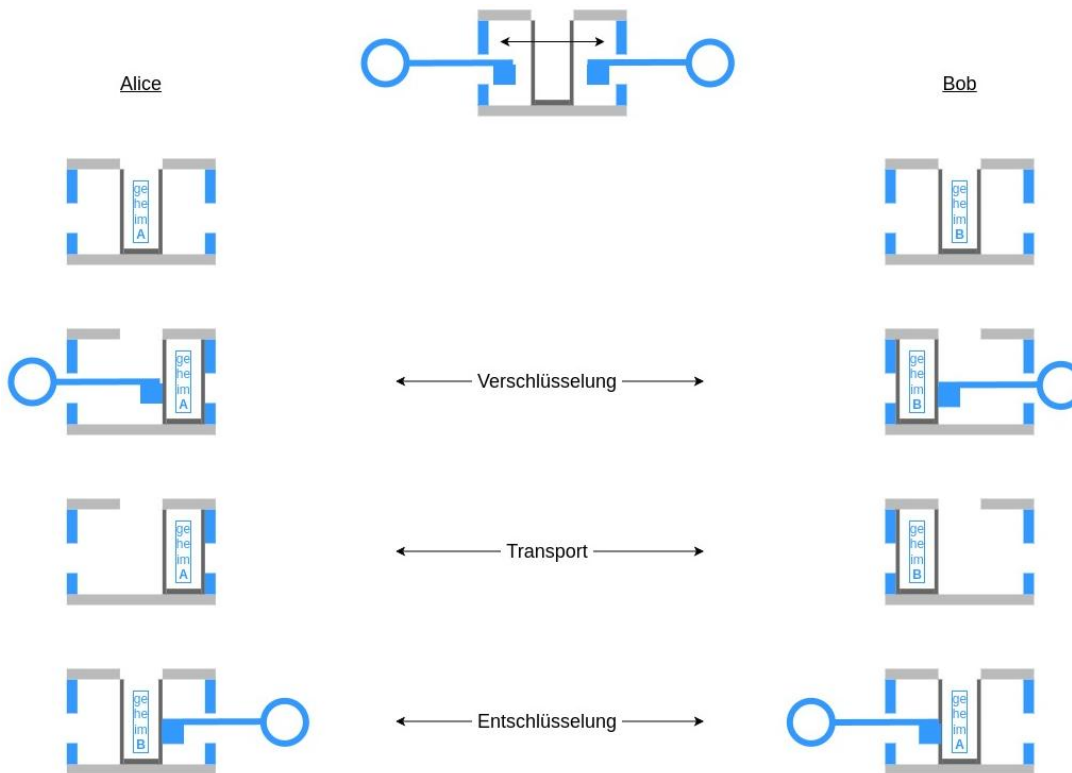 Alice
Bob
ge
he
im
A
ge
he
im
B
ge
he
im
A
Verschlüsselung
ge
he
im
B
ge
he
im
A
Transport
ge
he
im
B
ge
he
im
B
Entschlüsselung
ge
he
im
A